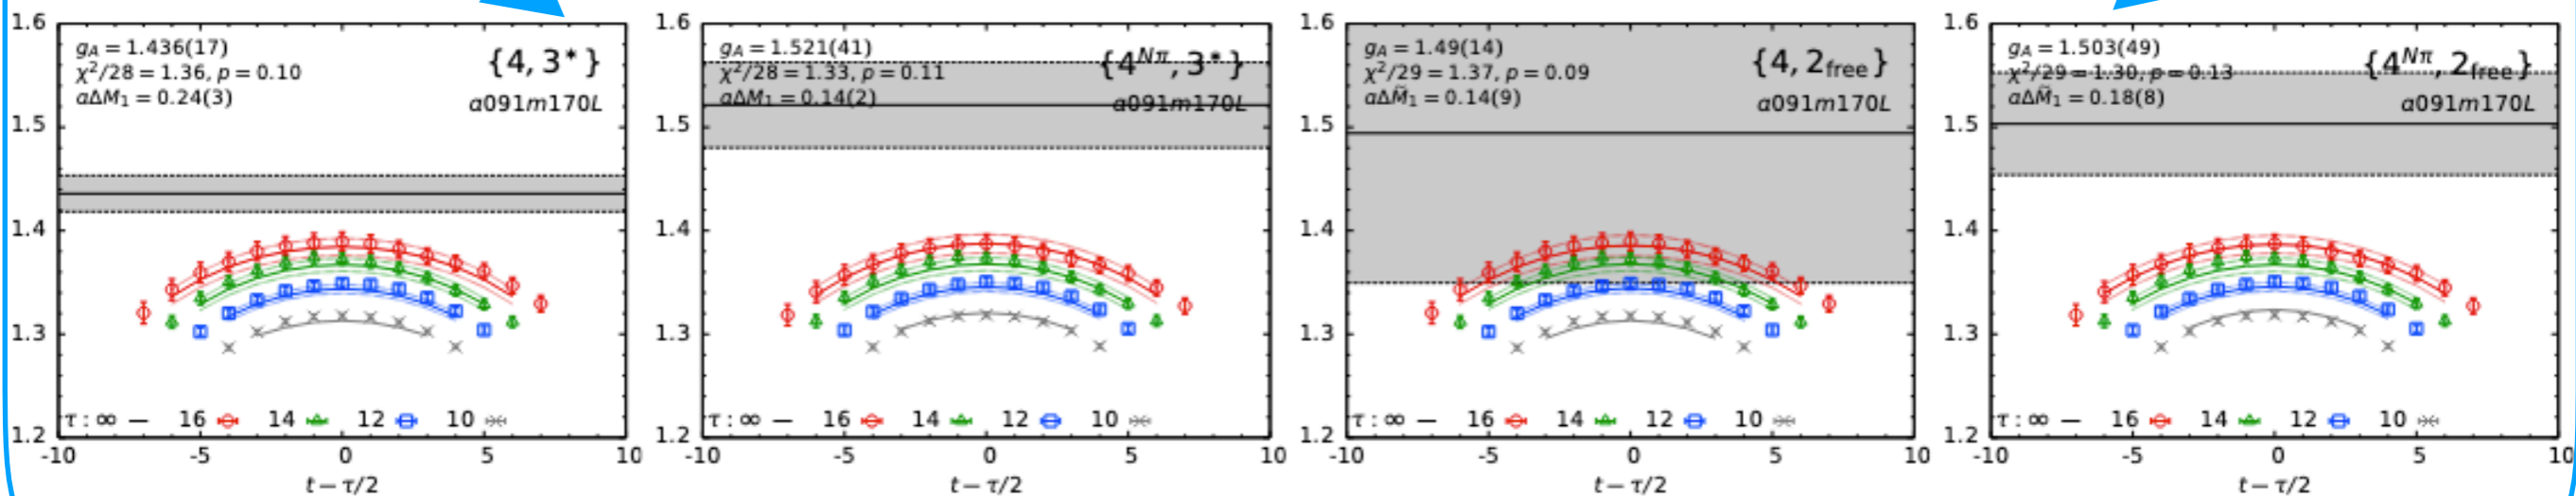 1.6
1.5
1.4
1.3
1.2
g_A = 1.436(17)
χ²/28 = 1.36, p = 0.10
aΔM₁ = 0.24(3)
{4, 3*}
a091m170L
τ : ∞ — 16 14 12 10
-10 -5 0 5 10
t − τ/2
1.6
1.5
1.4
1.3
1.2
g_A = 1.521(41)
χ²/28 = 1.33, p = 0.11
aΔM₁ = 0.14(2)
{4^{Nπ}, 3*}
a091m170L
τ : ∞ — 16 14 12 10
-10 -5 0 5 10
t − τ/2
1.6
1.5
1.4
1.3
1.2
g_A = 1.49(14)
χ²/29 = 1.37, p = 0.09
aΔM̃₁ = 0.14(9)
{4, 2_free}
a091m170L
τ : ∞ — 16 14 12 10
-10 -5 0 5 10
t − τ/2
1.6
1.5
1.4
1.3
1.2
g_A = 1.503(49)
χ²/29 = 1.30, p = 0.13
aΔM̃₁ = 0.18(8)
{4^{Nπ}, 2_free}
a091m170L
τ : ∞ — 16 14 12 10
-10 -5 0 5 10
t − τ/2